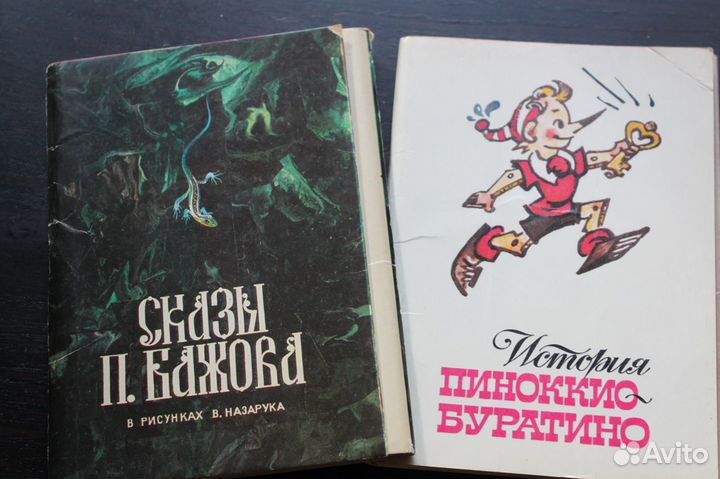 СКАЗЫ
П. БАЖОВА
В РИСУНКАХ В. НАЗАРУКА
История
ПИНОККИО-
БУРАТИНО
Avito